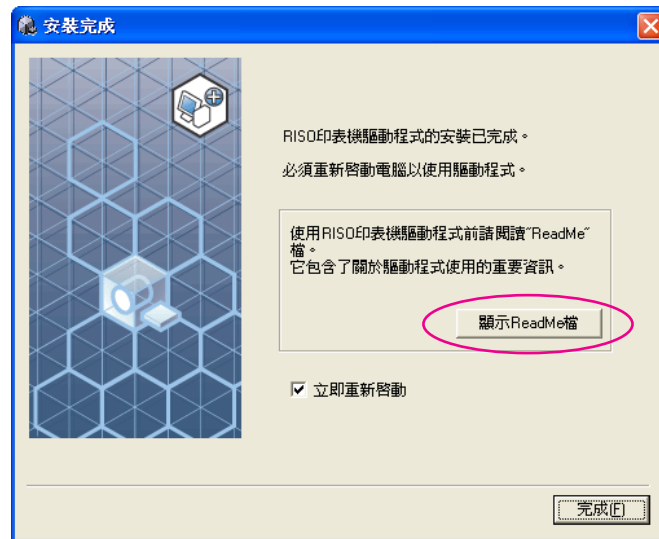 安裝完成
RISO印表機驅動程式的安裝已完成。
必須重新啓動電腦以使用驅動程式。
使用RISO印表機驅動程式前請閱讀"ReadMe"
檔。
它包含了關於驅動程式使用的重要資訊。
顯示ReadMe檔
立即重新啓動
完成(F)